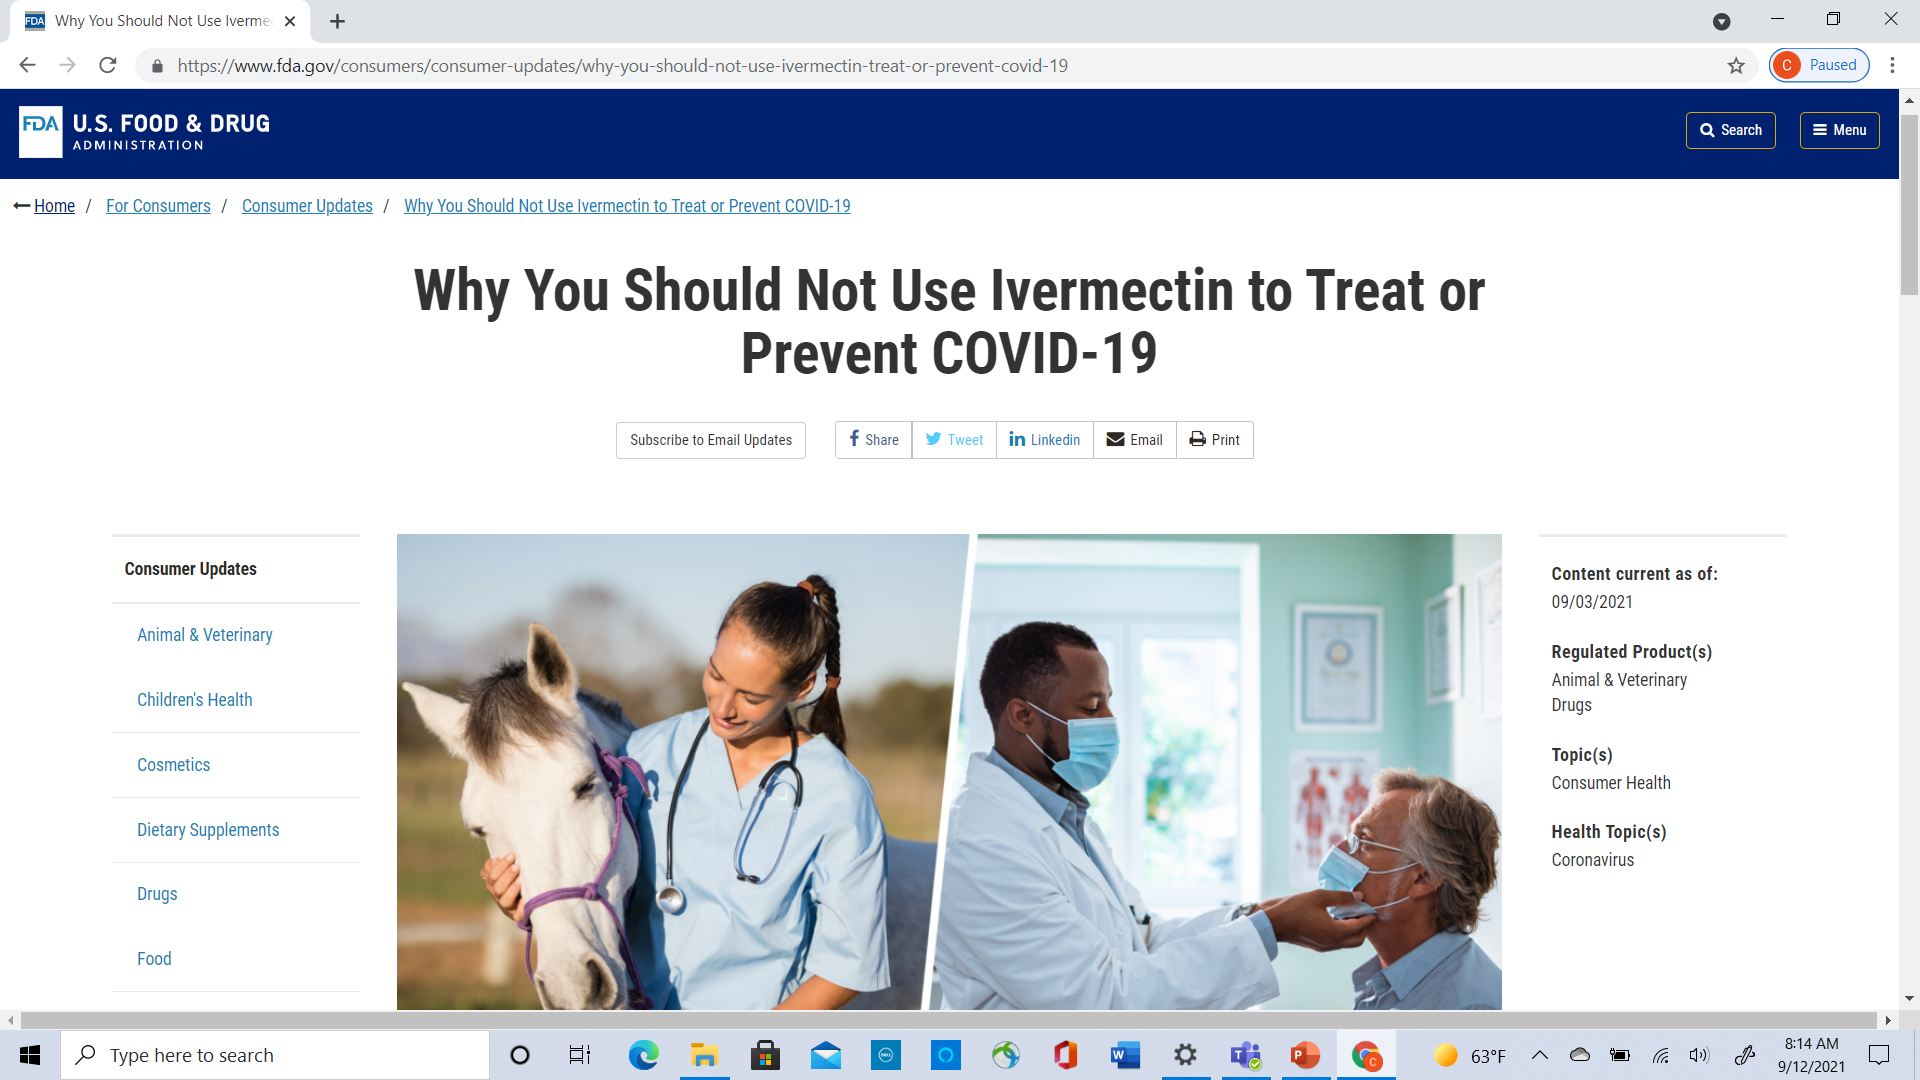 FDA
Why You Should Not Use Iverme
https://www.fda.gov/consumers/consumer-updates/why-you-should-not-use-ivermectin-treat-or-prevent-covid-19
C Paused
FDA U.S. FOOD & DRUG
ADMINISTRATION
Search
Menu
Home / For Consumers / Consumer Updates / Why You Should Not Use Ivermectin to Treat or Prevent COVID-19
Why You Should Not Use Ivermectin to Treat or
Prevent COVID-19
Subscribe to Email Updates
Share
Tweet
Linkedin
Email
Print
Consumer Updates
Animal & Veterinary
Children's Health
Cosmetics
Dietary Supplements
Drugs
Food
Content current as of:
09/03/2021
Regulated Product(s)
Animal & Veterinary
Drugs
Topic(s)
Consumer Health
Health Topic(s)
Coronavirus
Type here to search
DELL
W
P
C
63°F
8:14 AM
9/12/2021